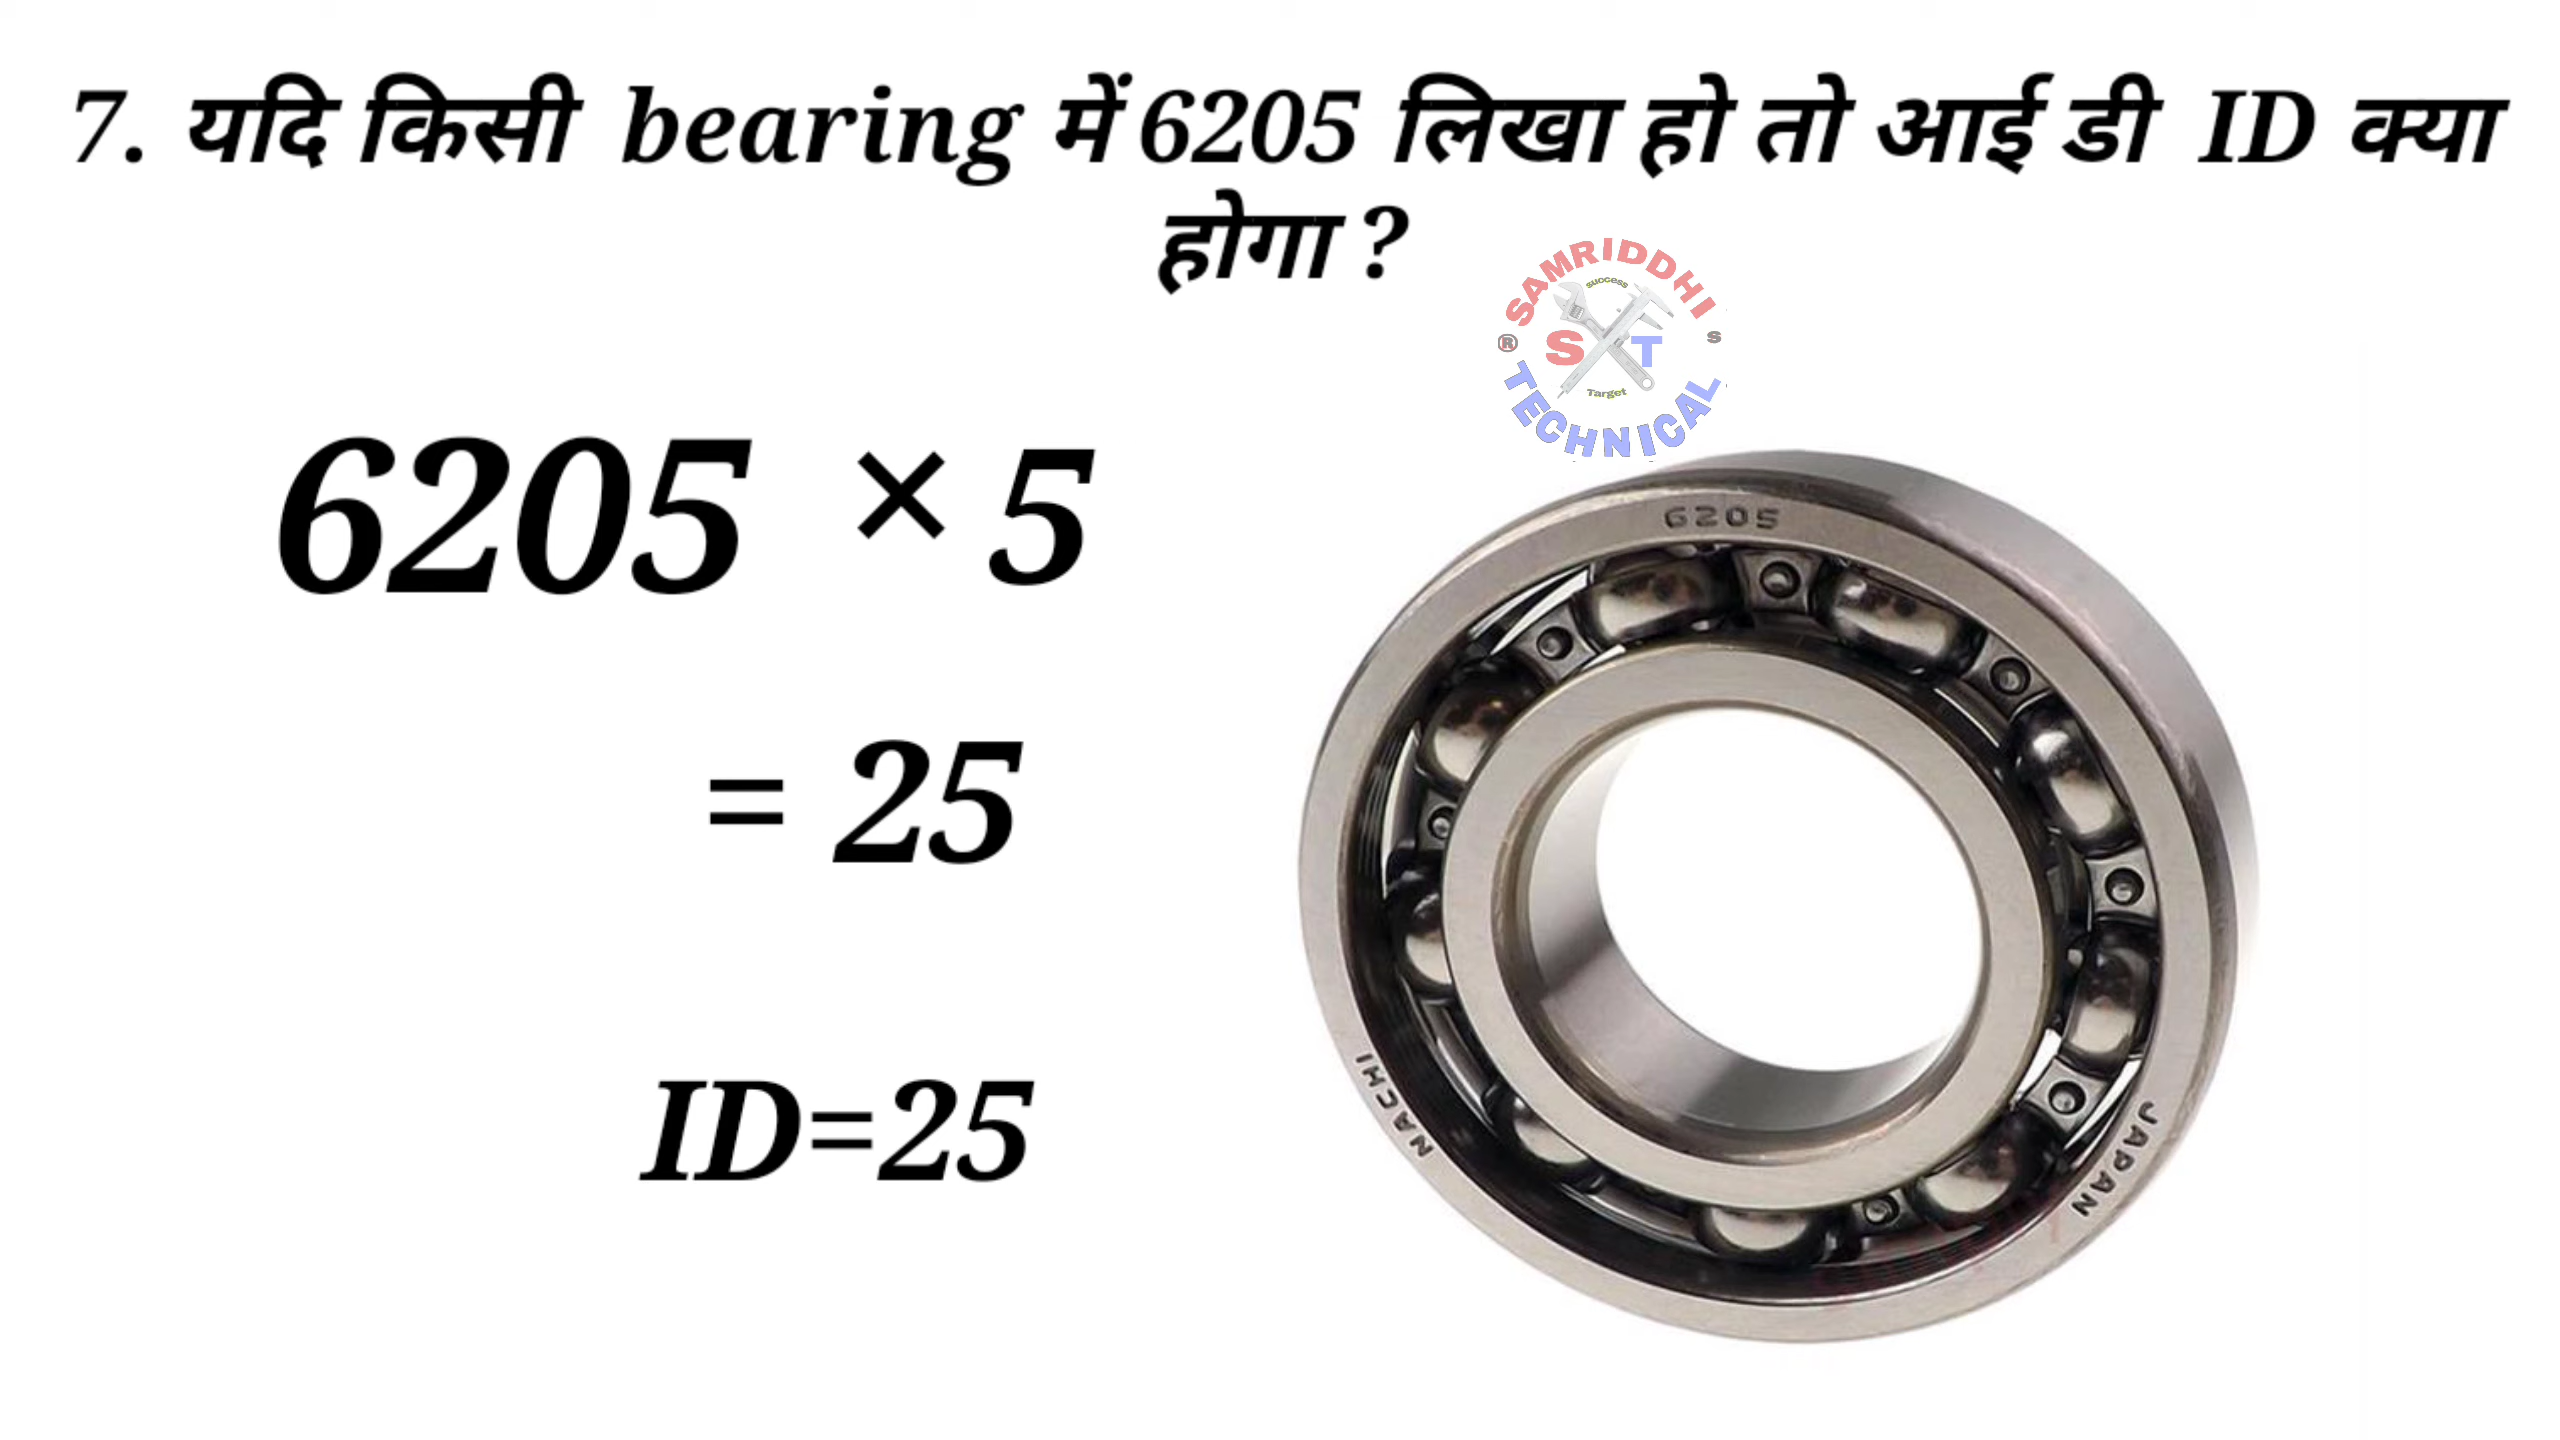 7. यदि किसी bearing में 6205 लिखा हो तो आई डी ID क्या
होगा ?
SAMRIDDHI
success
® S T s
Target
TECHNICAL
6205 × 5
= 25
ID=25
6205
NACHI
JAPAN